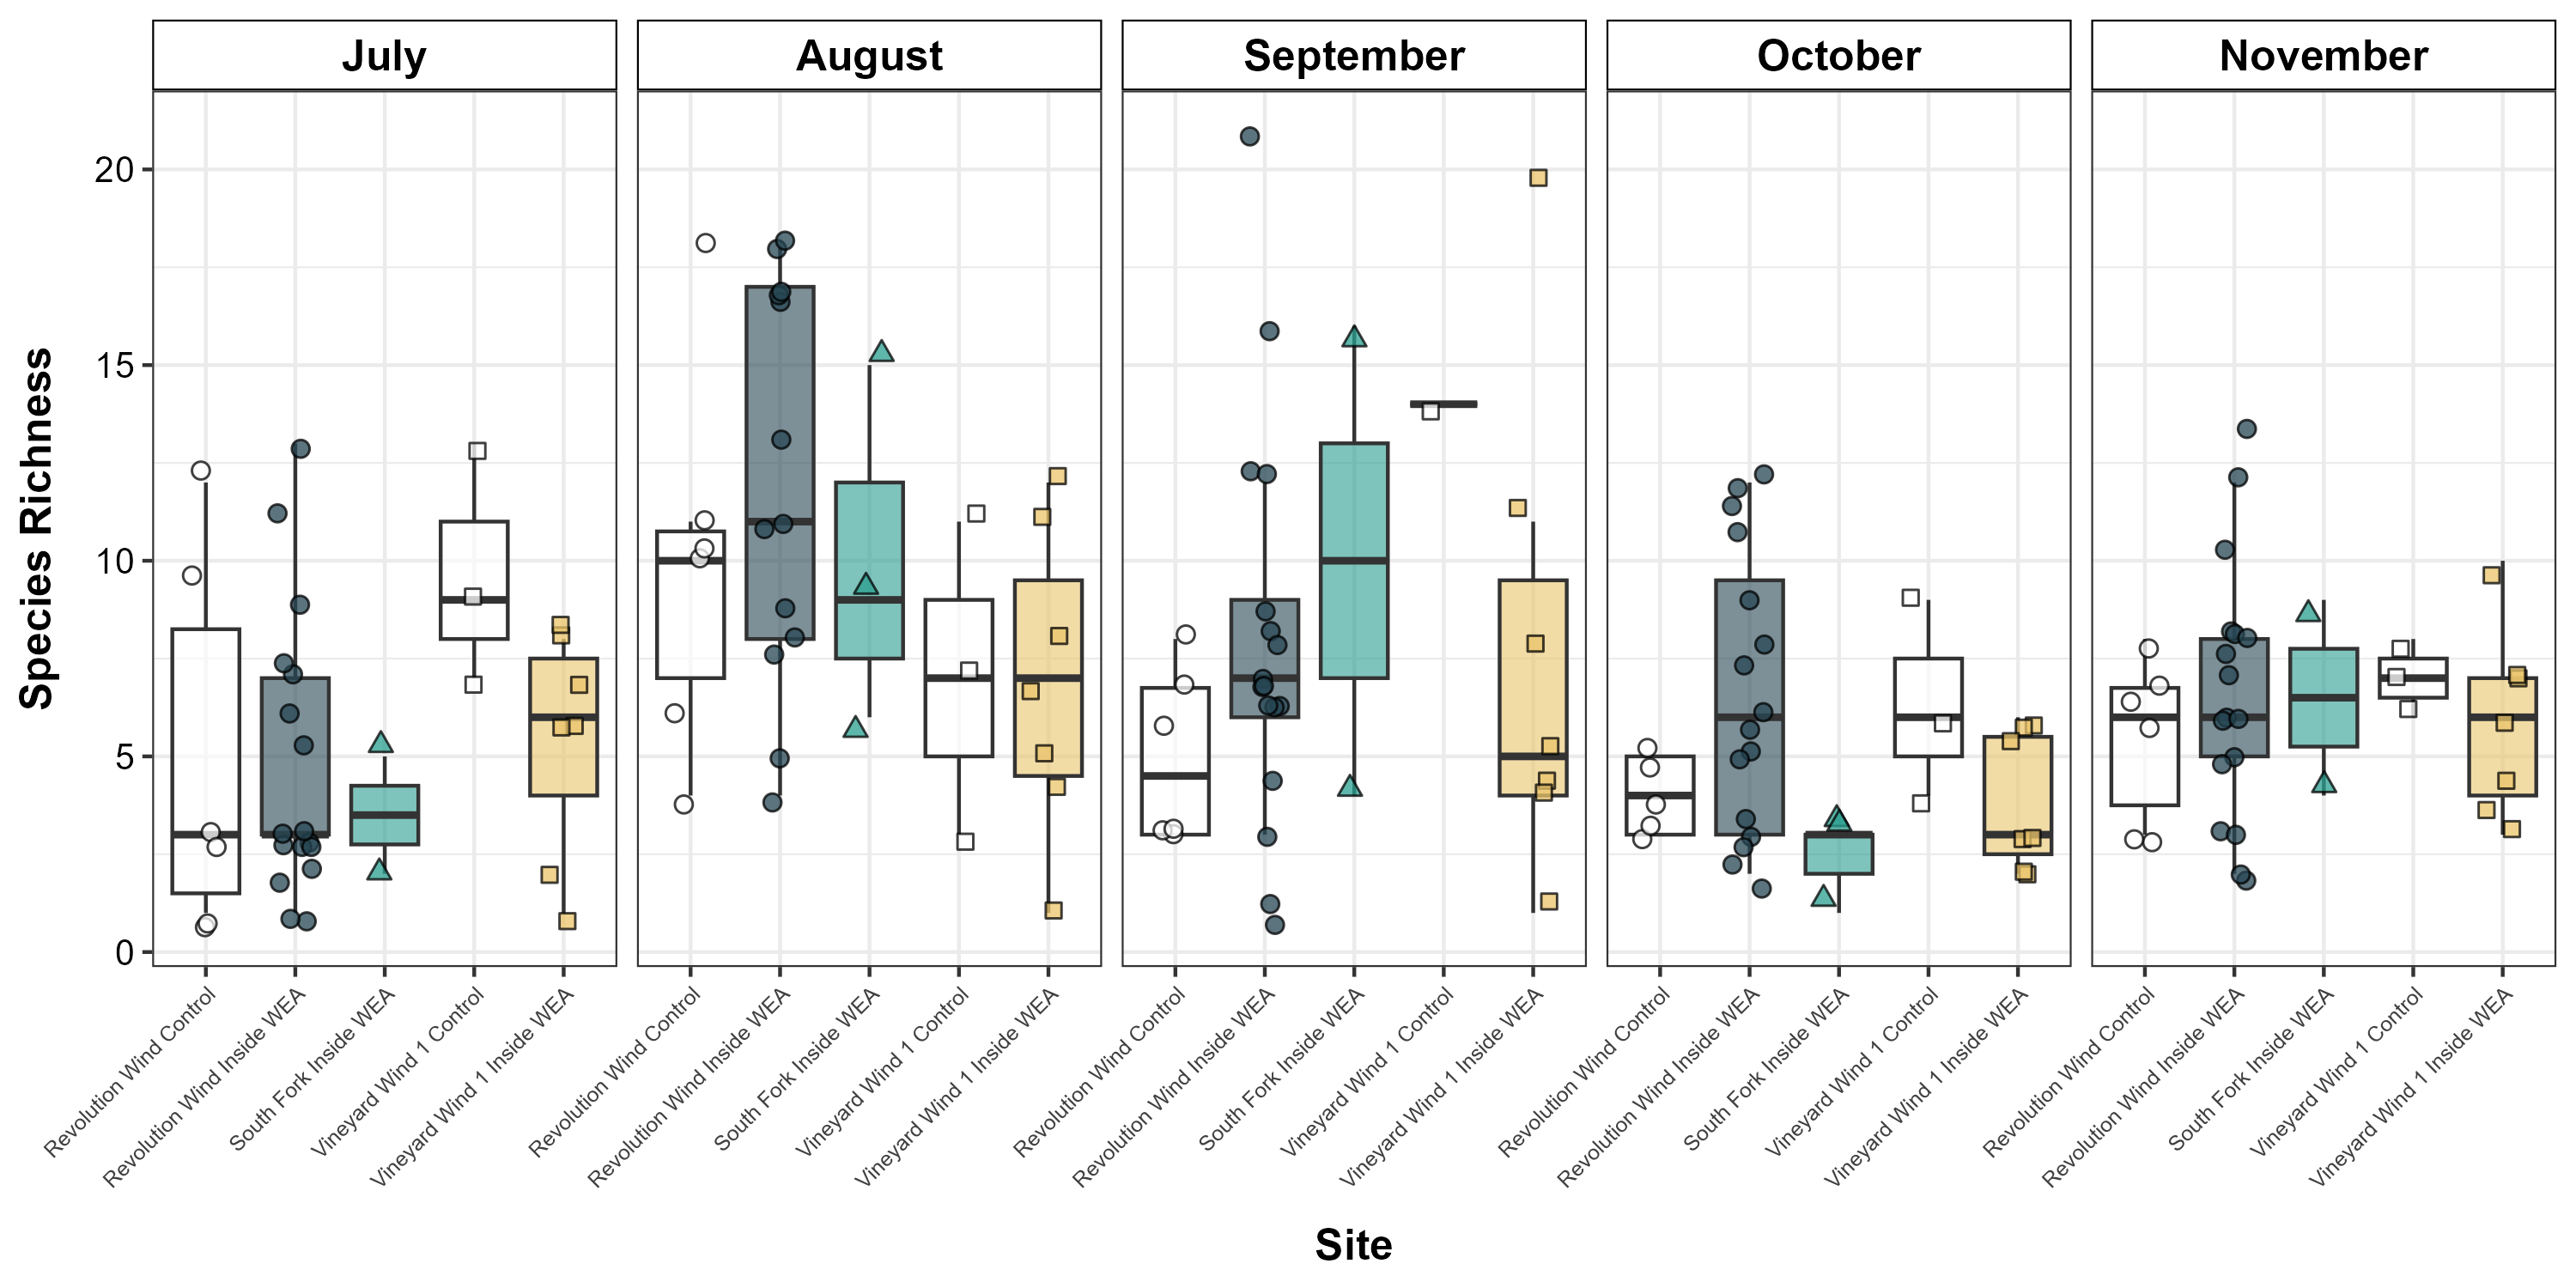 July
August
September
October
November
Species Richness
20
15
10
5
0
Revolution Wind Control
Revolution Wind Inside WEA
South Fork Inside WEA
Vineyard Wind 1 Control
Vineyard Wind 1 Inside WEA
Revolution Wind Control
Revolution Wind Inside WEA
South Fork Inside WEA
Vineyard Wind 1 Control
Vineyard Wind 1 Inside WEA
Revolution Wind Control
Revolution Wind Inside WEA
South Fork Inside WEA
Vineyard Wind 1 Control
Vineyard Wind 1 Inside WEA
Revolution Wind Control
Revolution Wind Inside WEA
South Fork Inside WEA
Vineyard Wind 1 Control
Vineyard Wind 1 Inside WEA
Revolution Wind Control
Revolution Wind Inside WEA
South Fork Inside WEA
Vineyard Wind 1 Control
Vineyard Wind 1 Inside WEA
Site